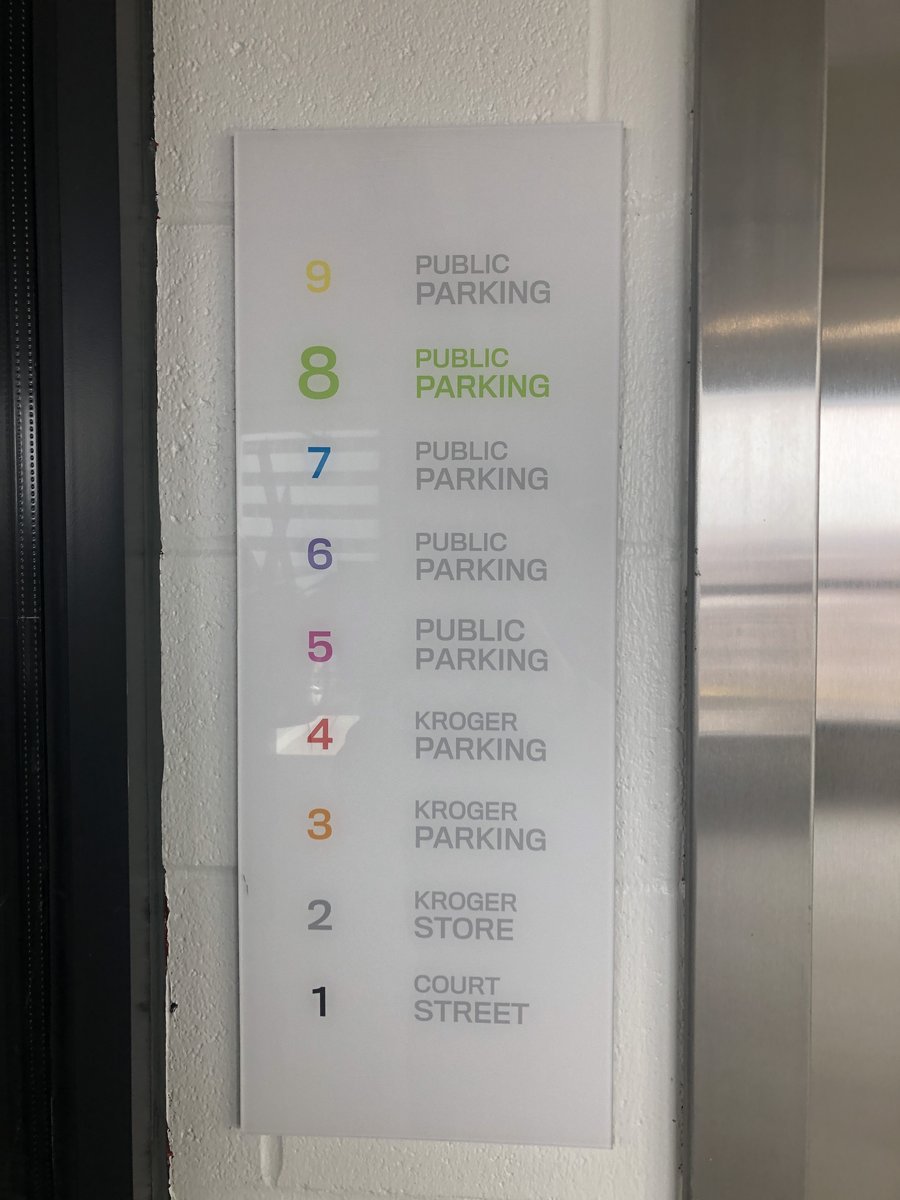 9 PUBLIC
PARKING
8 PUBLIC
PARKING
7 PUBLIC
PARKING
6 PUBLIC
PARKING
5 PUBLIC
PARKING
4 KROGER
PARKING
3 KROGER
PARKING
2 KROGER
STORE
1 COURT
STREET